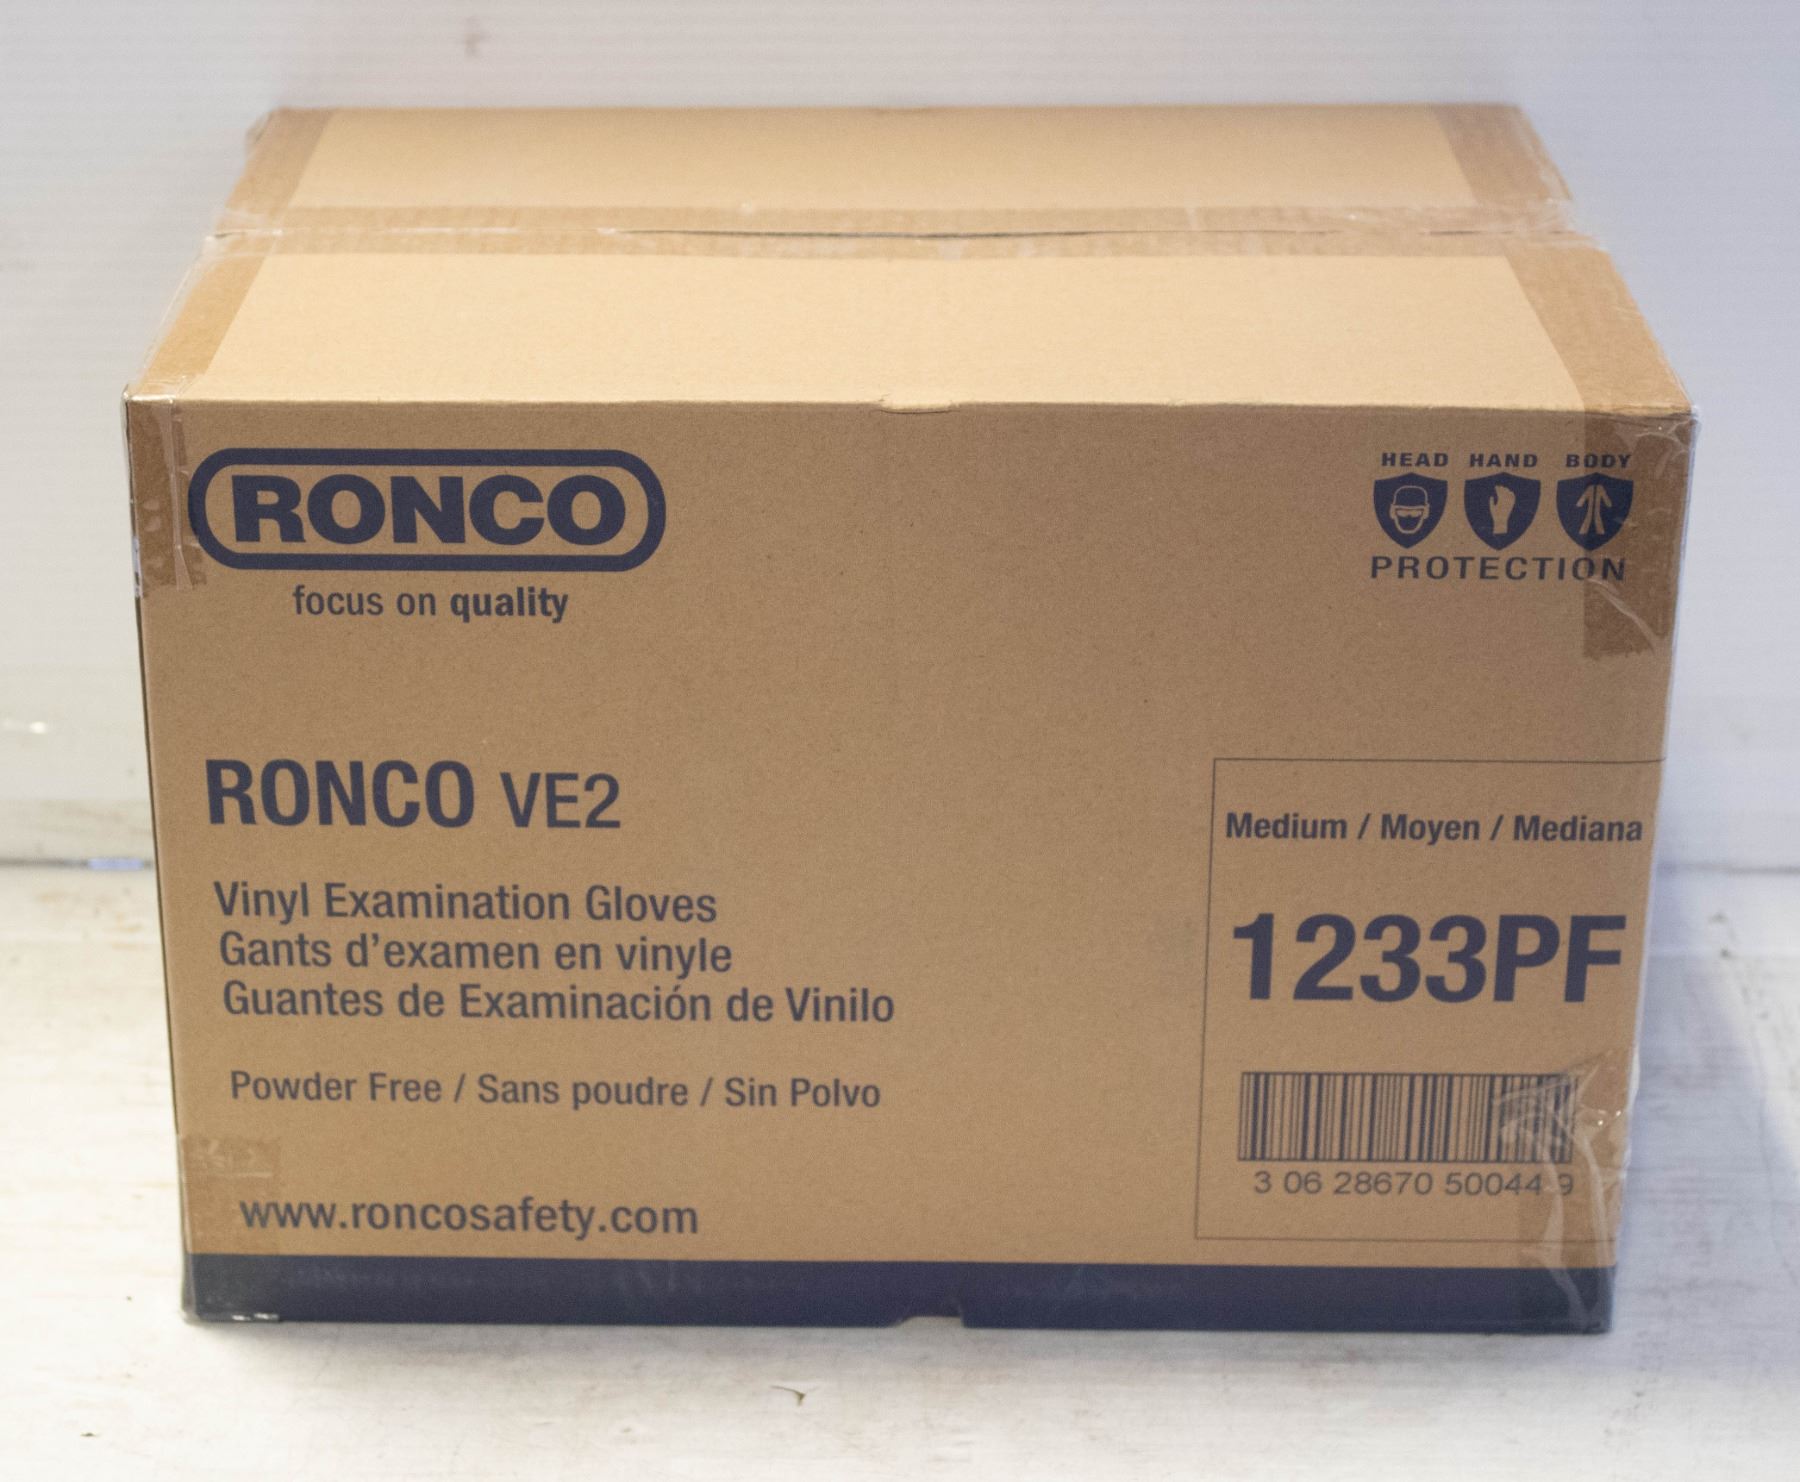 RONCO
focus on quality
HEAD HAND BODY
PROTECTION
RONCO VE2
Vinyl Examination Gloves
Gants d'examen en vinyle
Guantes de Examinación de Vinilo
Powder Free / Sans poudre / Sin Polvo
www.roncosafety.com
Medium / Moyen / Mediana
1233PF
3 06 28670 50044 9